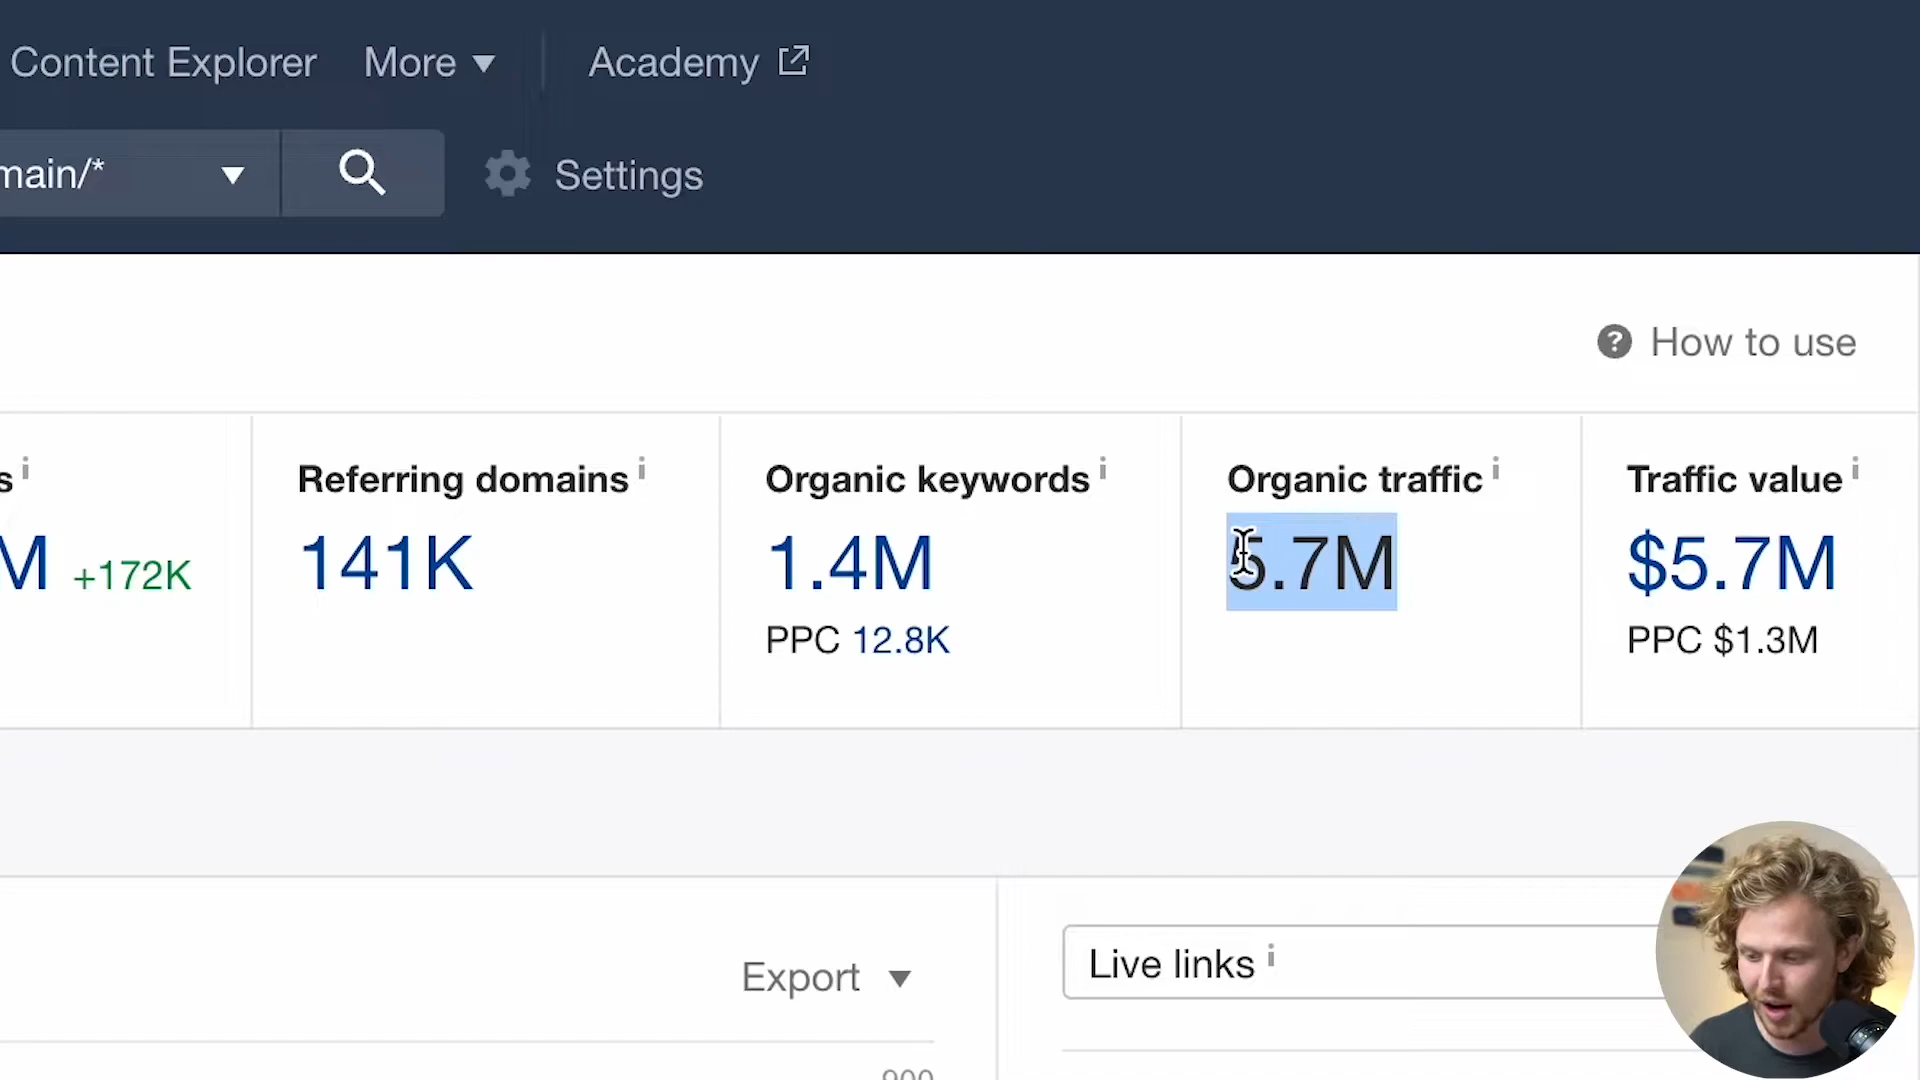 Content Explorer More Academy
main/* Settings
How to use
s i Referring domains i Organic keywords i Organic traffic i Traffic value i
M +172K 141K 1.4M 5.7M $5.7M
PPC 12.8K PPC $1.3M
Export Live links i
900